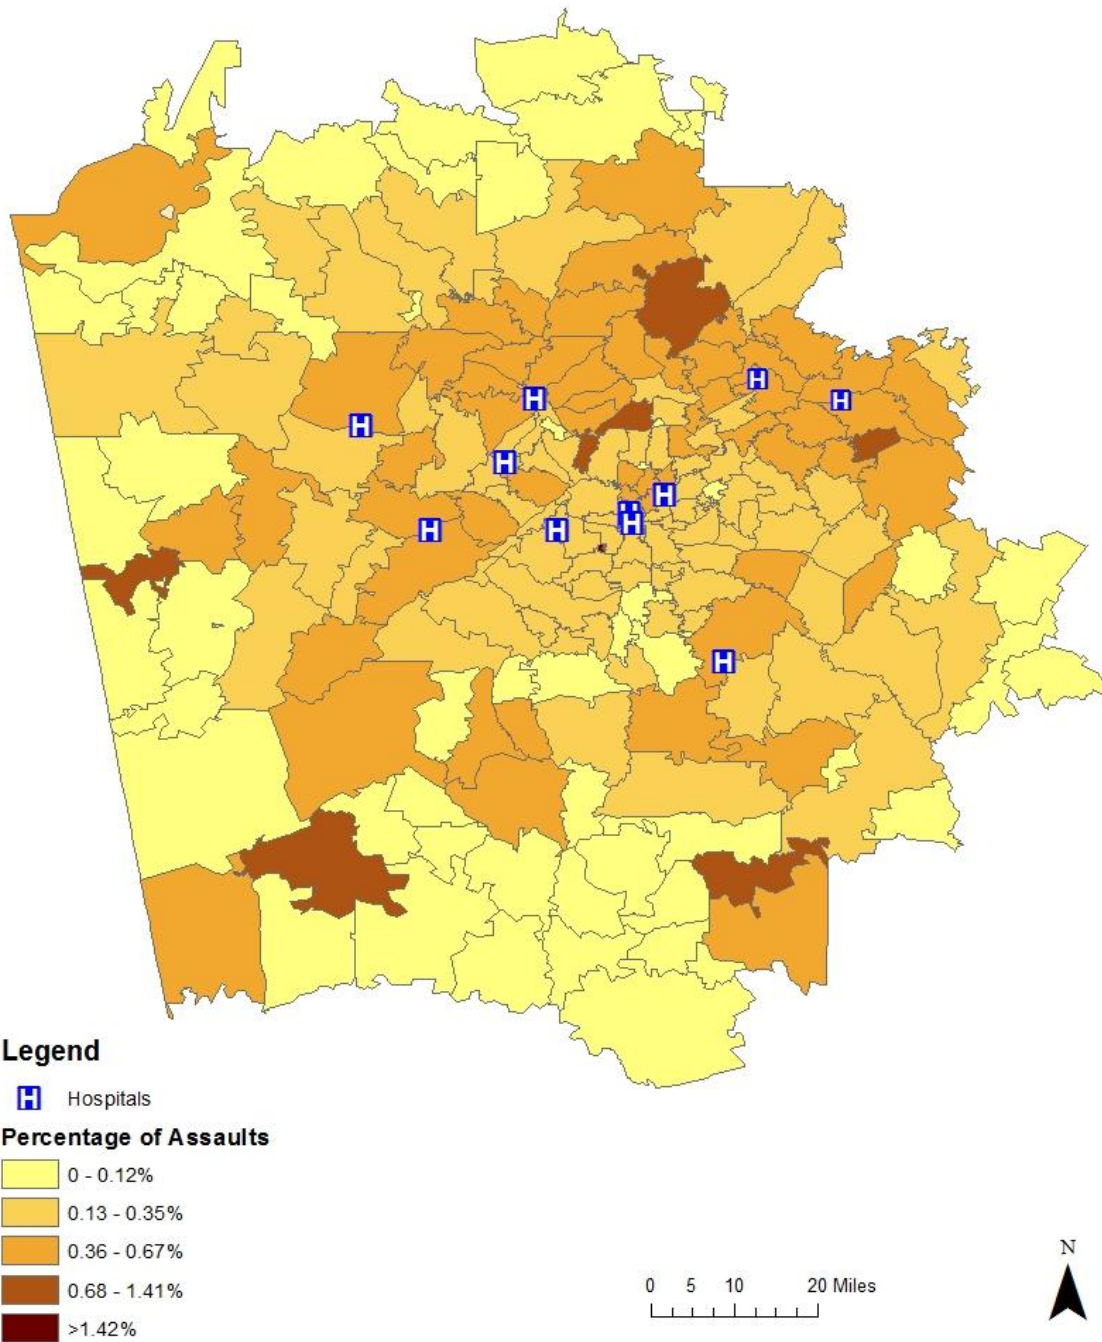 H
H
H
H
H
H
H
H
H
H
H
Legend
H Hospitals
Percentage of Assaults
0 - 0.12%
0.13 - 0.35%
0.36 - 0.67%
0.68 - 1.41%
>1.42%
0 5 10 20 Miles
N